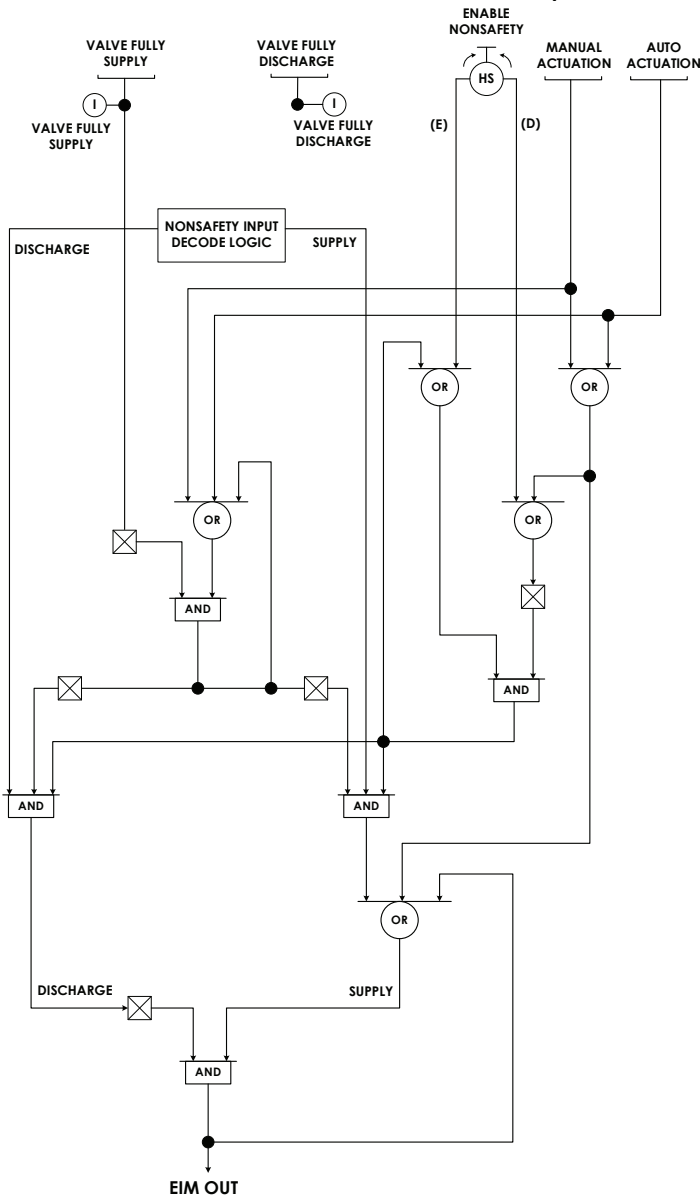 ENABLE
NONSAFETY
VALVE FULLY
SUPPLY
VALVE FULLY
DISCHARGE
MANUAL
ACTUATION
AUTO
ACTUATION
HS
I
I
VALVE FULLY
SUPPLY
VALVE FULLY
DISCHARGE
(E)
(D)
NONSAFETY INPUT
DECODE LOGIC
DISCHARGE
SUPPLY
OR
OR
OR
OR
AND
AND
AND
AND
OR
DISCHARGE
SUPPLY
AND
EIM OUT